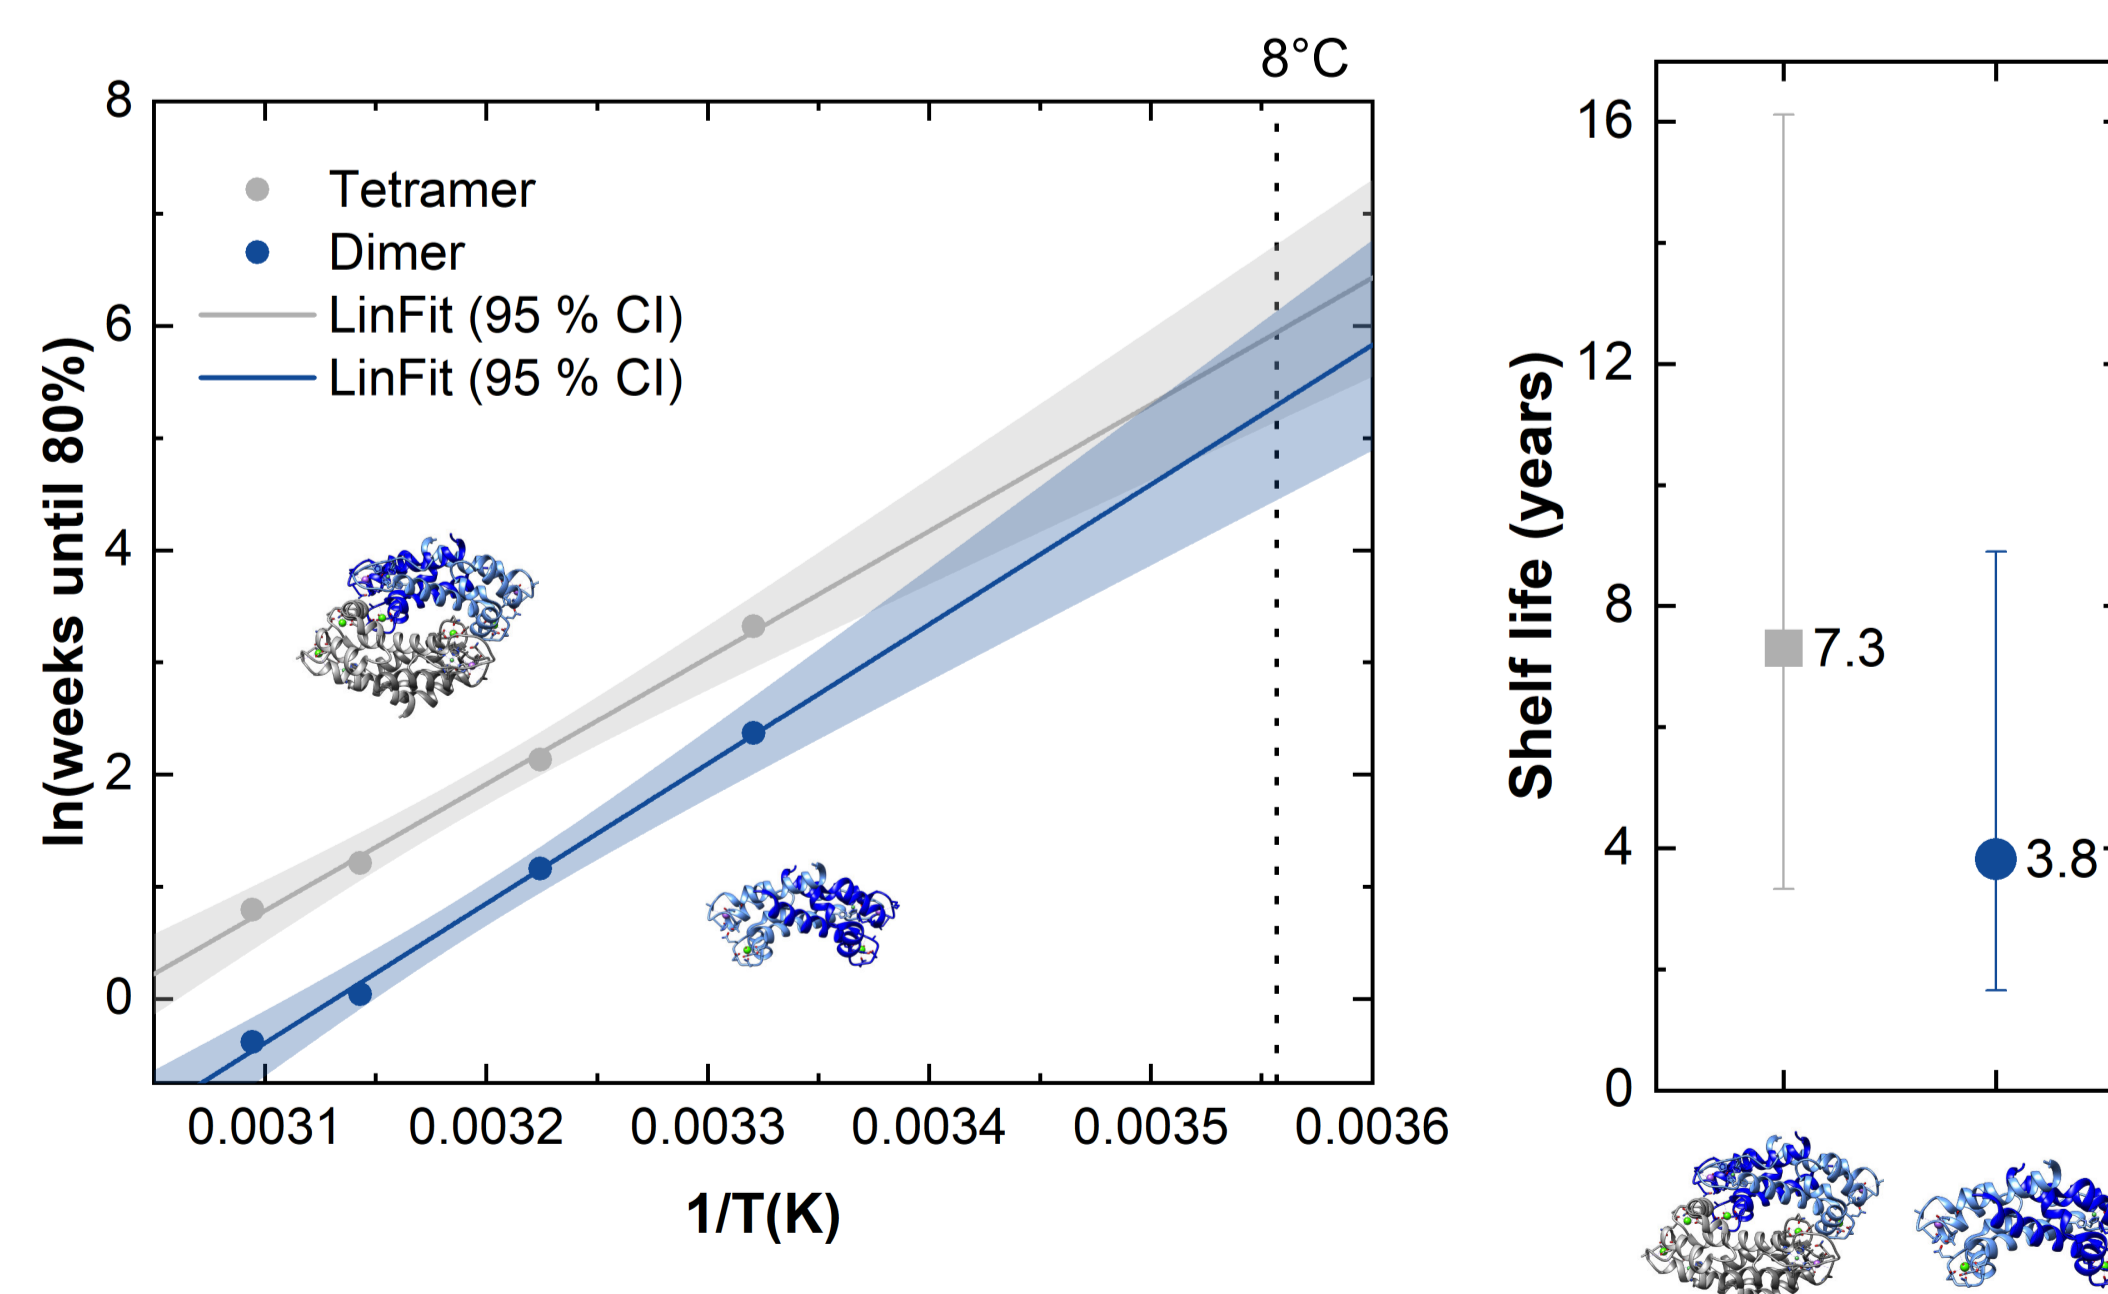 8°C
8
6
4
2
0
ln(weeks until 80%)
Tetramer
Dimer
LinFit (95 % CI)
LinFit (95 % CI)
0.0031 0.0032 0.0033 0.0034 0.0035 0.0036
1/T(K)
16
12
8
4
0
Shelf life (years)
7.3
3.8